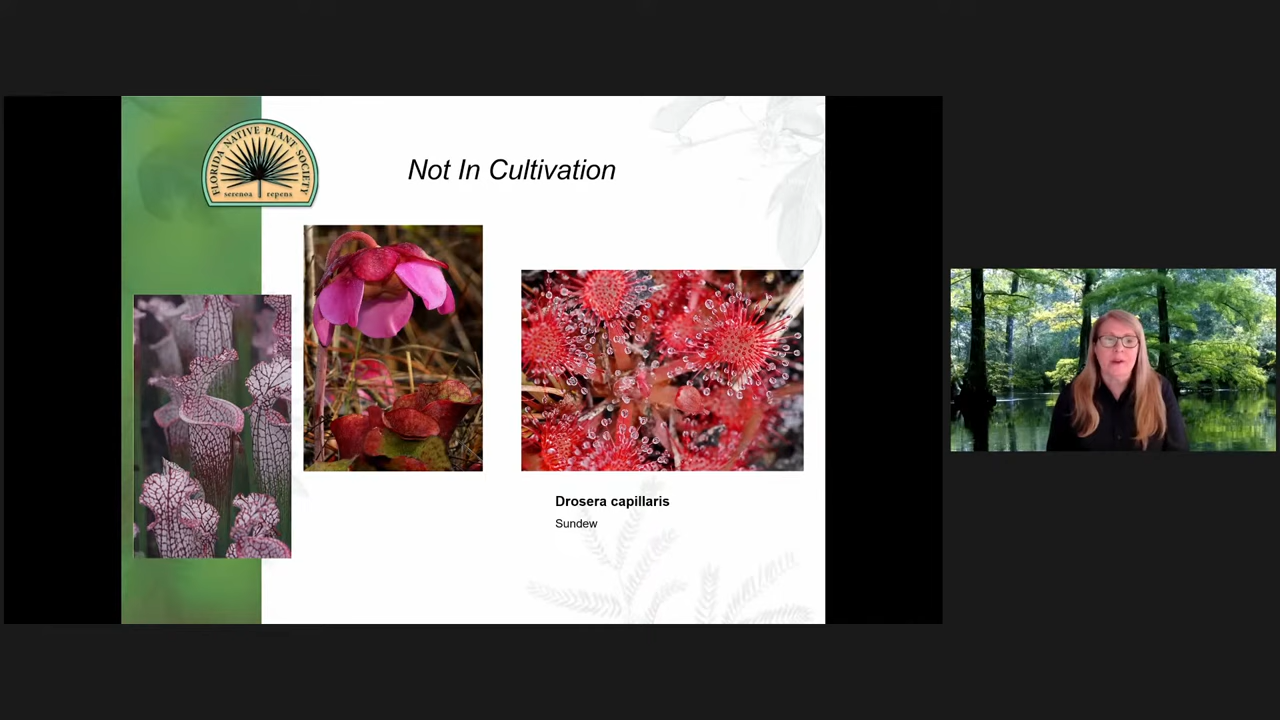 FLORIDA NATIVE PLANT SOCIETY
serenoa repens
Not In Cultivation
Drosera capillaris
Sundew